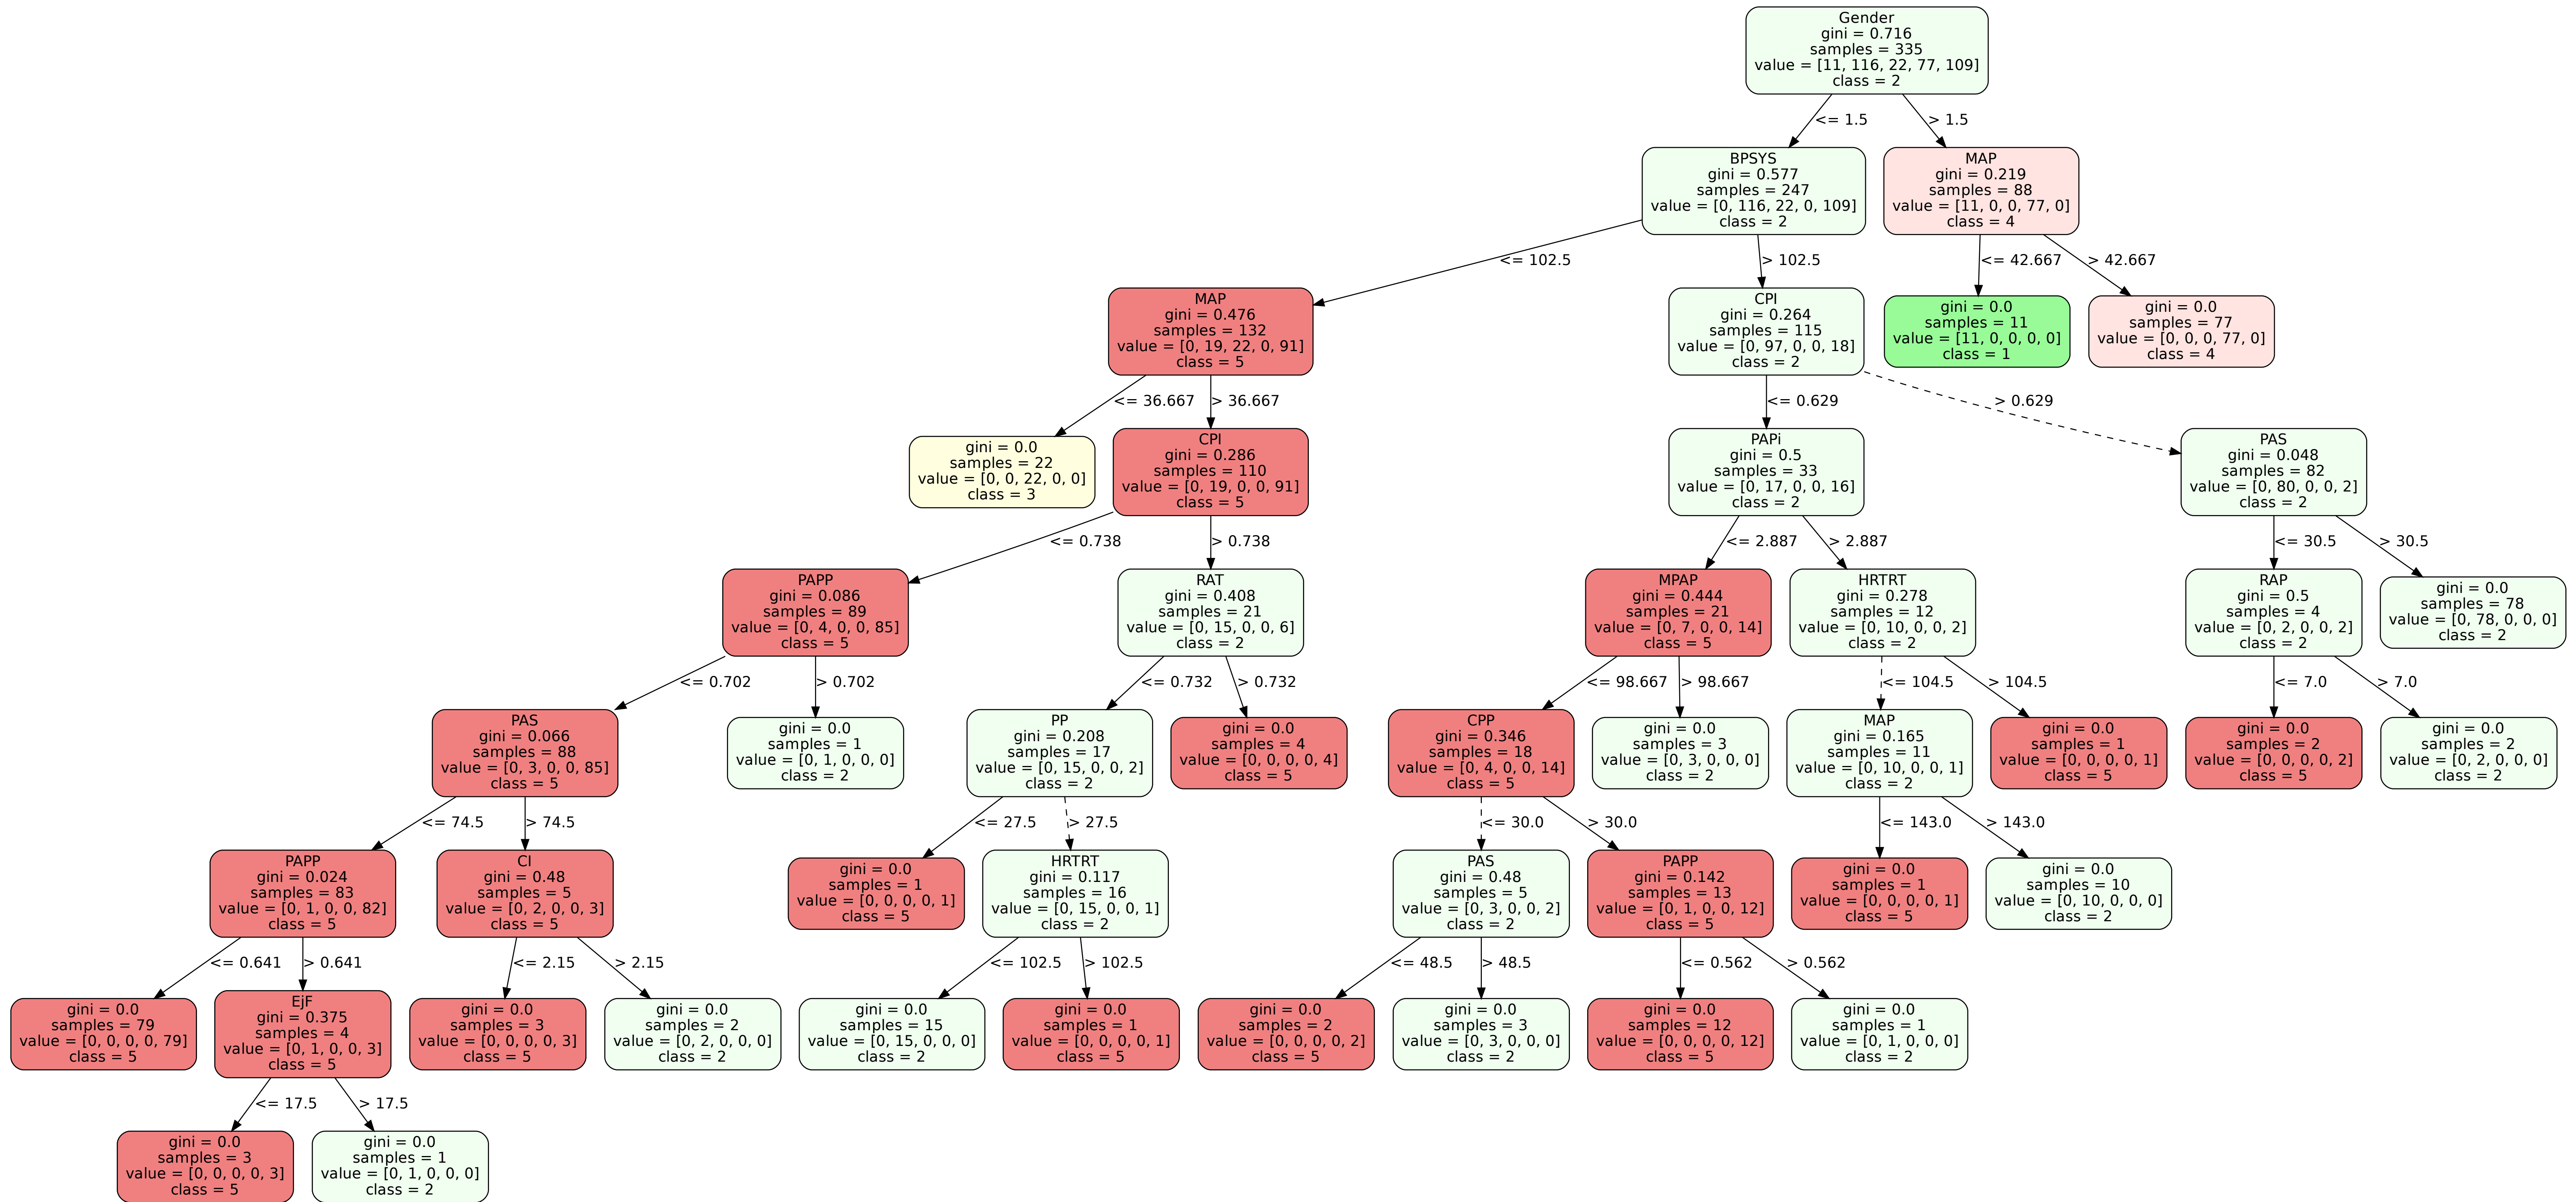 Gender
gini = 0.716
samples = 335
value = [11, 116, 22, 77, 109]
class = 2
<= 1.5
> 1.5
BPSYS
gini = 0.577
samples = 247
value = [0, 116, 22, 0, 109]
class = 2
MAP
gini = 0.219
samples = 88
value = [11, 0, 0, 77, 0]
class = 4
<= 102.5
> 102.5
<= 42.667
> 42.667
MAP
gini = 0.476
samples = 132
value = [0, 19, 22, 0, 91]
class = 5
CPI
gini = 0.264
samples = 115
value = [0, 97, 0, 0, 18]
class = 2
gini = 0.0
samples = 11
value = [11, 0, 0, 0, 0]
class = 1
gini = 0.0
samples = 77
value = [0, 0, 0, 77, 0]
class = 4
<= 36.667
> 36.667
<= 0.629
> 0.629
gini = 0.0
samples = 22
value = [0, 0, 22, 0, 0]
class = 3
CPI
gini = 0.286
samples = 110
value = [0, 19, 0, 0, 91]
class = 5
PAPi
gini = 0.5
samples = 33
value = [0, 17, 0, 0, 16]
class = 2
PAS
gini = 0.048
samples = 82
value = [0, 80, 0, 0, 2]
class = 2
<= 0.738
> 0.738
<= 2.887
> 2.887
<= 30.5
> 30.5
PAPP
gini = 0.086
samples = 89
value = [0, 4, 0, 0, 85]
class = 5
RAT
gini = 0.408
samples = 21
value = [0, 15, 0, 0, 6]
class = 2
MPAP
gini = 0.444
samples = 21
value = [0, 7, 0, 0, 14]
class = 5
HRTRT
gini = 0.278
samples = 12
value = [0, 10, 0, 0, 2]
class = 2
RAP
gini = 0.5
samples = 4
value = [0, 2, 0, 0, 2]
class = 2
gini = 0.0
samples = 78
value = [0, 78, 0, 0, 0]
class = 2
<= 0.702
> 0.702
<= 0.732
> 0.732
<= 98.667
> 98.667
<= 104.5
> 104.5
<= 7.0
> 7.0
PAS
gini = 0.066
samples = 88
value = [0, 3, 0, 0, 85]
class = 5
gini = 0.0
samples = 1
value = [0, 1, 0, 0, 0]
class = 2
PP
gini = 0.208
samples = 17
value = [0, 15, 0, 0, 2]
class = 2
gini = 0.0
samples = 4
value = [0, 0, 0, 0, 4]
class = 5
CPP
gini = 0.346
samples = 18
value = [0, 4, 0, 0, 14]
class = 5
gini = 0.0
samples = 3
value = [0, 3, 0, 0, 0]
class = 2
MAP
gini = 0.165
samples = 11
value = [0, 10, 0, 0, 1]
class = 2
gini = 0.0
samples = 1
value = [0, 0, 0, 0, 1]
class = 5
gini = 0.0
samples = 2
value = [0, 0, 0, 0, 2]
class = 5
gini = 0.0
samples = 2
value = [0, 2, 0, 0, 0]
class = 2
<= 74.5
> 74.5
<= 27.5
> 27.5
<= 30.0
> 30.0
<= 143.0
> 143.0
PAPP
gini = 0.024
samples = 83
value = [0, 1, 0, 0, 82]
class = 5
CI
gini = 0.48
samples = 5
value = [0, 2, 0, 0, 3]
class = 5
gini = 0.0
samples = 1
value = [0, 0, 0, 0, 1]
class = 5
HRTRT
gini = 0.117
samples = 16
value = [0, 15, 0, 0, 1]
class = 2
PAS
gini = 0.48
samples = 5
value = [0, 3, 0, 0, 2]
class = 2
PAPP
gini = 0.142
samples = 13
value = [0, 1, 0, 0, 12]
class = 5
gini = 0.0
samples = 1
value = [0, 0, 0, 0, 1]
class = 5
gini = 0.0
samples = 10
value = [0, 10, 0, 0, 0]
class = 2
<= 0.641
> 0.641
<= 2.15
> 2.15
<= 102.5
> 102.5
<= 48.5
> 48.5
<= 0.562
> 0.562
gini = 0.0
samples = 79
value = [0, 0, 0, 0, 79]
class = 5
EjF
gini = 0.375
samples = 4
value = [0, 1, 0, 0, 3]
class = 5
gini = 0.0
samples = 3
value = [0, 0, 0, 0, 3]
class = 5
gini = 0.0
samples = 2
value = [0, 2, 0, 0, 0]
class = 2
gini = 0.0
samples = 15
value = [0, 15, 0, 0, 0]
class = 2
gini = 0.0
samples = 1
value = [0, 0, 0, 0, 1]
class = 5
gini = 0.0
samples = 2
value = [0, 0, 0, 0, 2]
class = 5
gini = 0.0
samples = 3
value = [0, 3, 0, 0, 0]
class = 2
gini = 0.0
samples = 12
value = [0, 0, 0, 0, 12]
class = 5
gini = 0.0
samples = 1
value = [0, 1, 0, 0, 0]
class = 2
<= 17.5
> 17.5
gini = 0.0
samples = 3
value = [0, 0, 0, 0, 3]
class = 5
gini = 0.0
samples = 1
value = [0, 1, 0, 0, 0]
class = 2